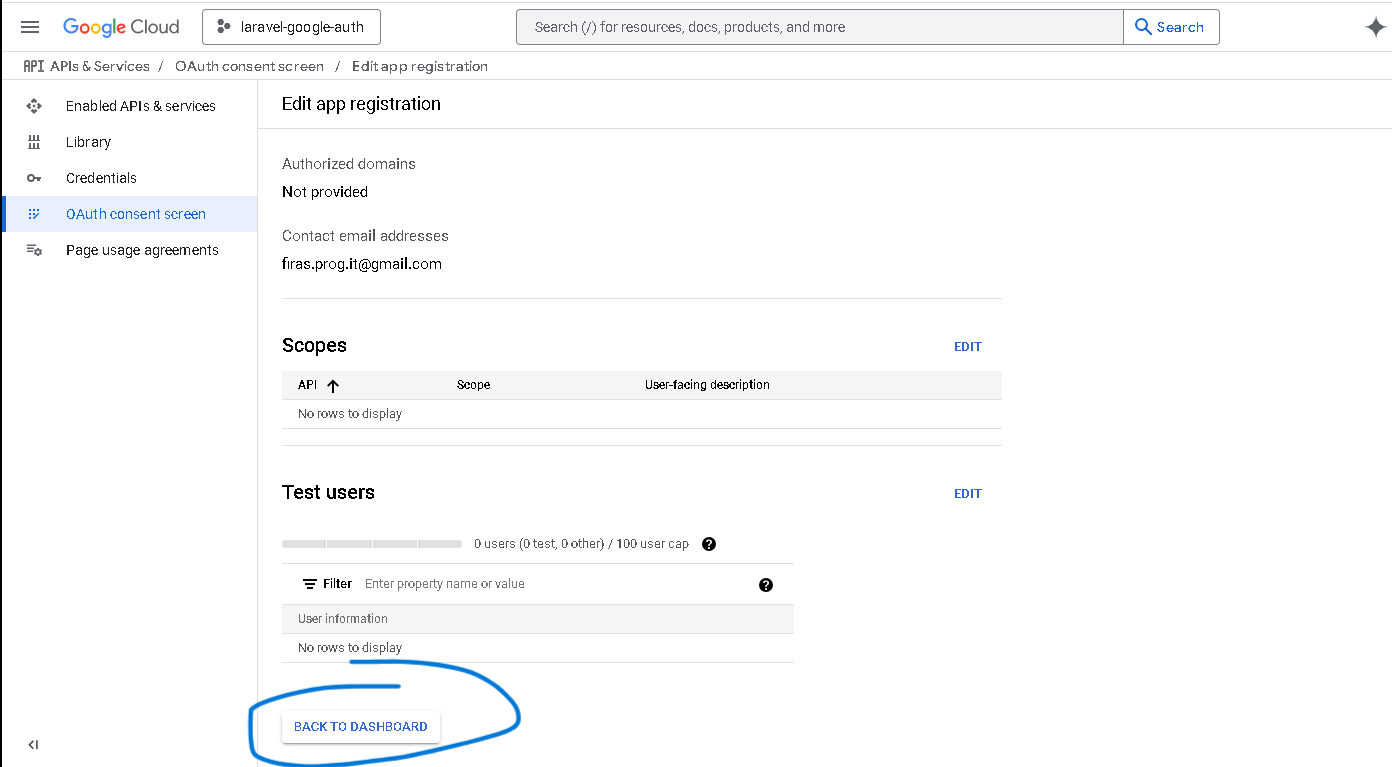 Google Cloud
laravel-google-auth
Search (/) for resources, docs, products, and more
Search
API APIs & Services / OAuth consent screen / Edit app registration
Enabled APIs & services
Library
Credentials
OAuth consent screen
Page usage agreements
Edit app registration
Authorized domains
Not provided
Contact email addresses
firas.prog.it@gmail.com
Scopes
EDIT
API Scope User-facing description
No rows to display
Test users
EDIT
0 users (0 test, 0 other) / 100 user cap
Filter Enter property name or value
User information
No rows to display
BACK TO DASHBOARD